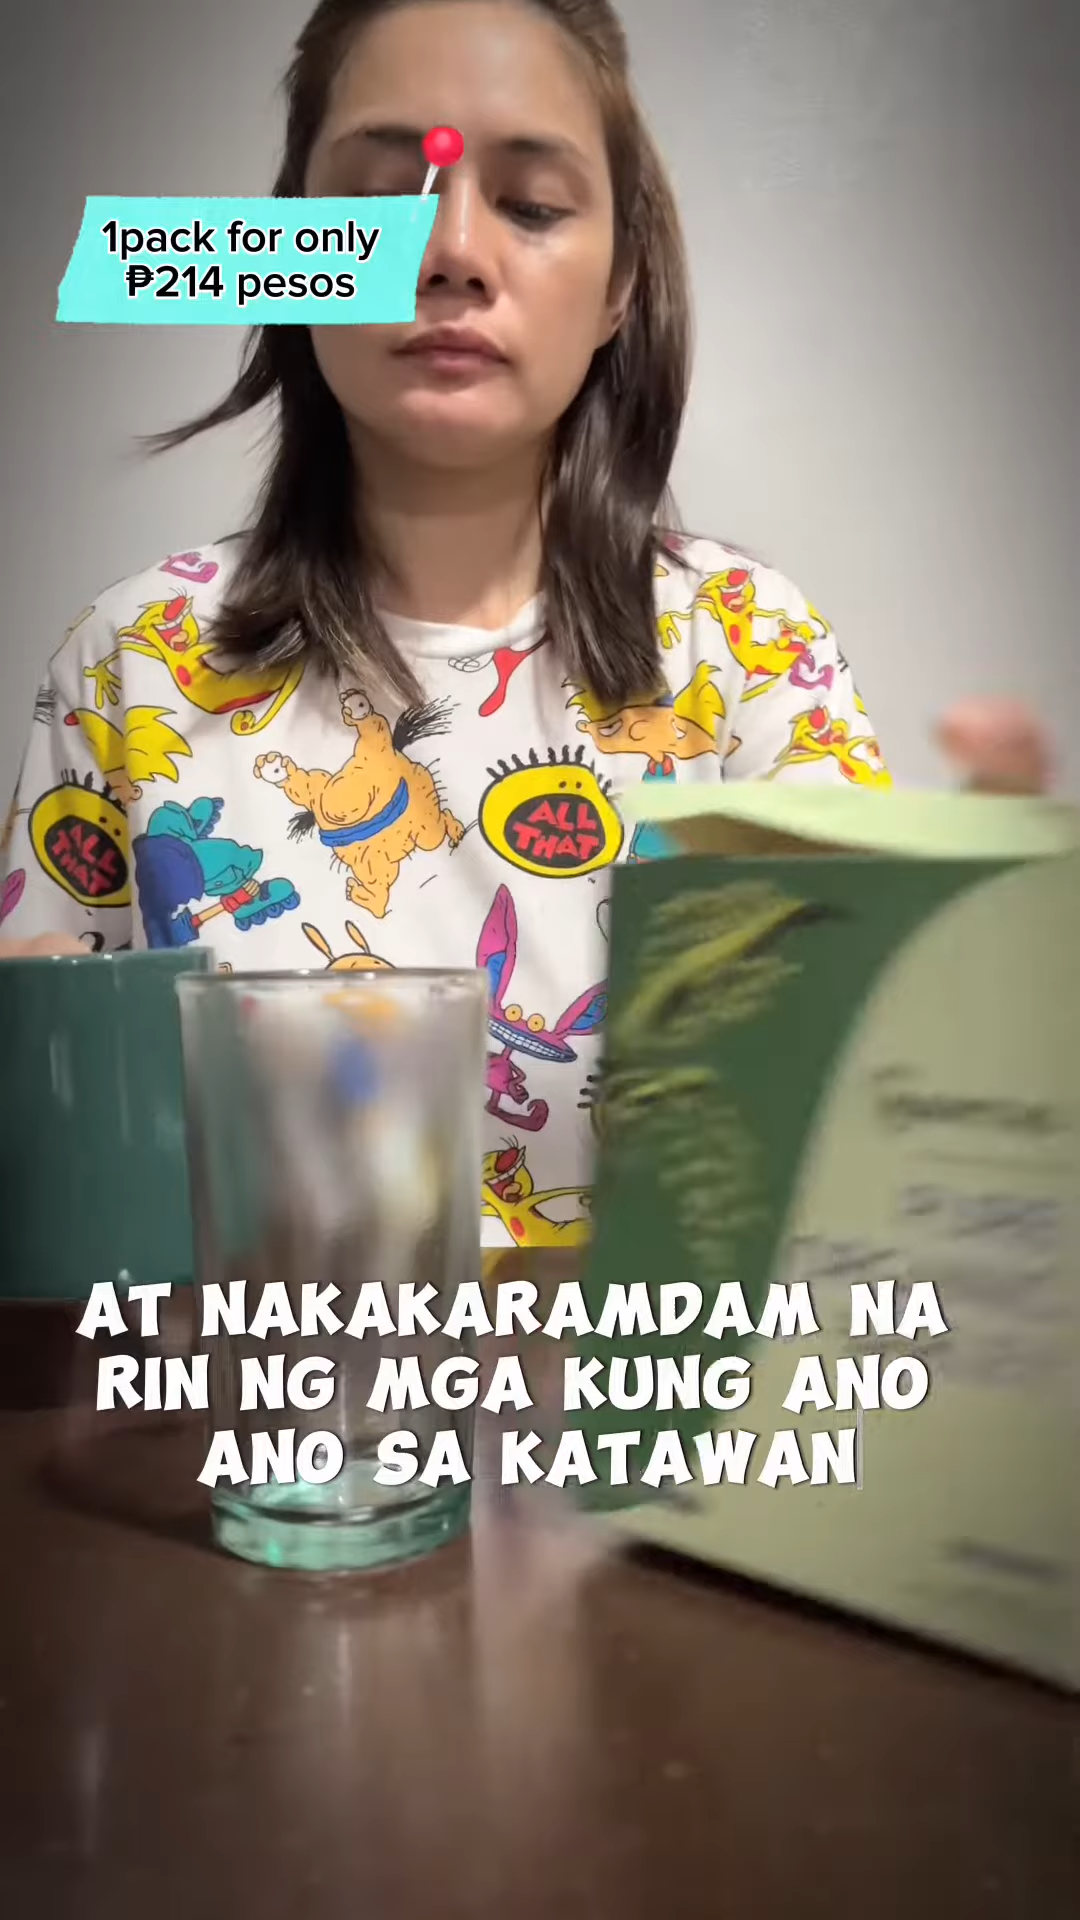 1pack for only
₱214 pesos
ALL
THAT
ALL
THAT
AT NAKAKARAMDAM NA
RIN NG MGA KUNG ANO
ANO SA KATAWAN